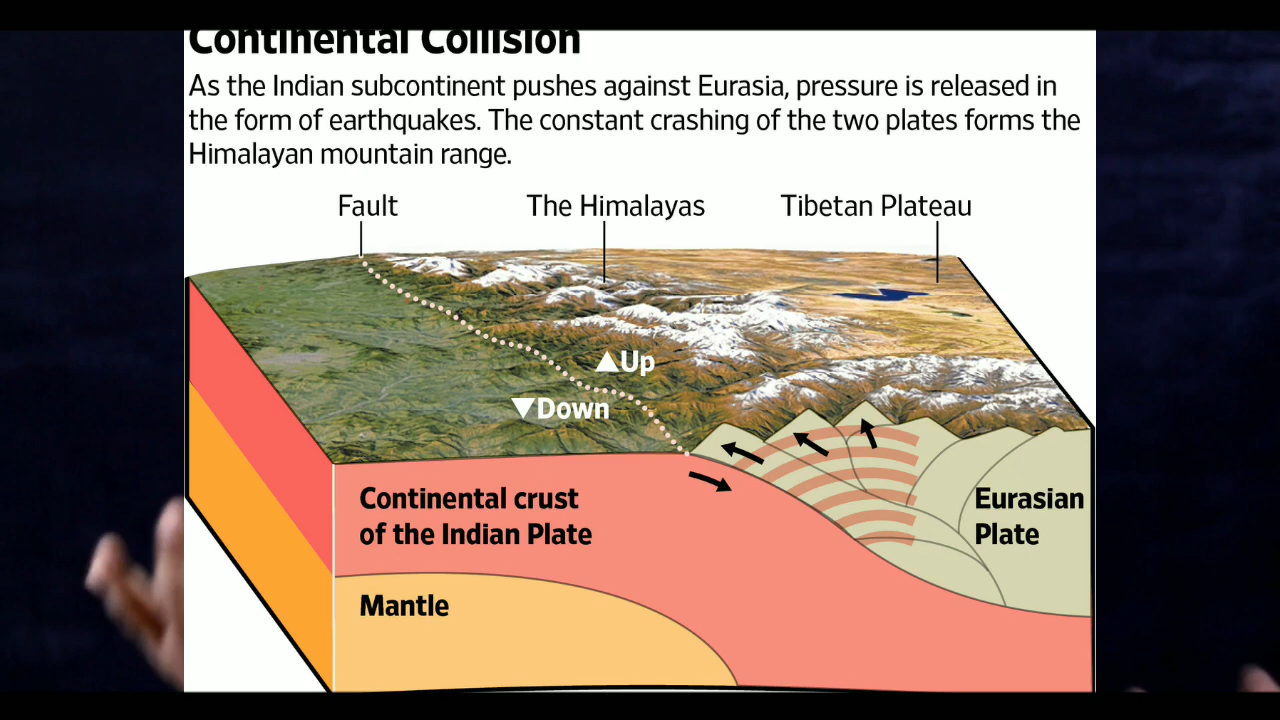 Continental Collision
As the Indian subcontinent pushes against Eurasia, pressure is released in
the form of earthquakes. The constant crashing of the two plates forms the
Himalayan mountain range.
Fault
The Himalayas
Tibetan Plateau
▲Up
▼Down
Continental crust
of the Indian Plate
Eurasian
Plate
Mantle